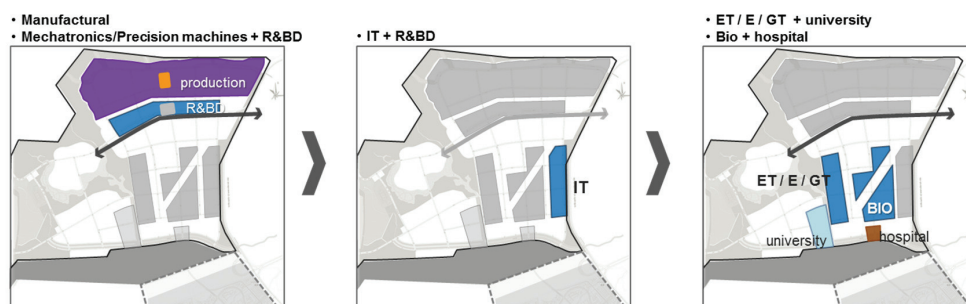 • Manufactural
• Mechatronics/Precision machines + R&BD
production
R&BD
• IT + R&BD
IT
• ET / E / GT + university
• Bio + hospital
ET / E / GT
BIO
university
hospital